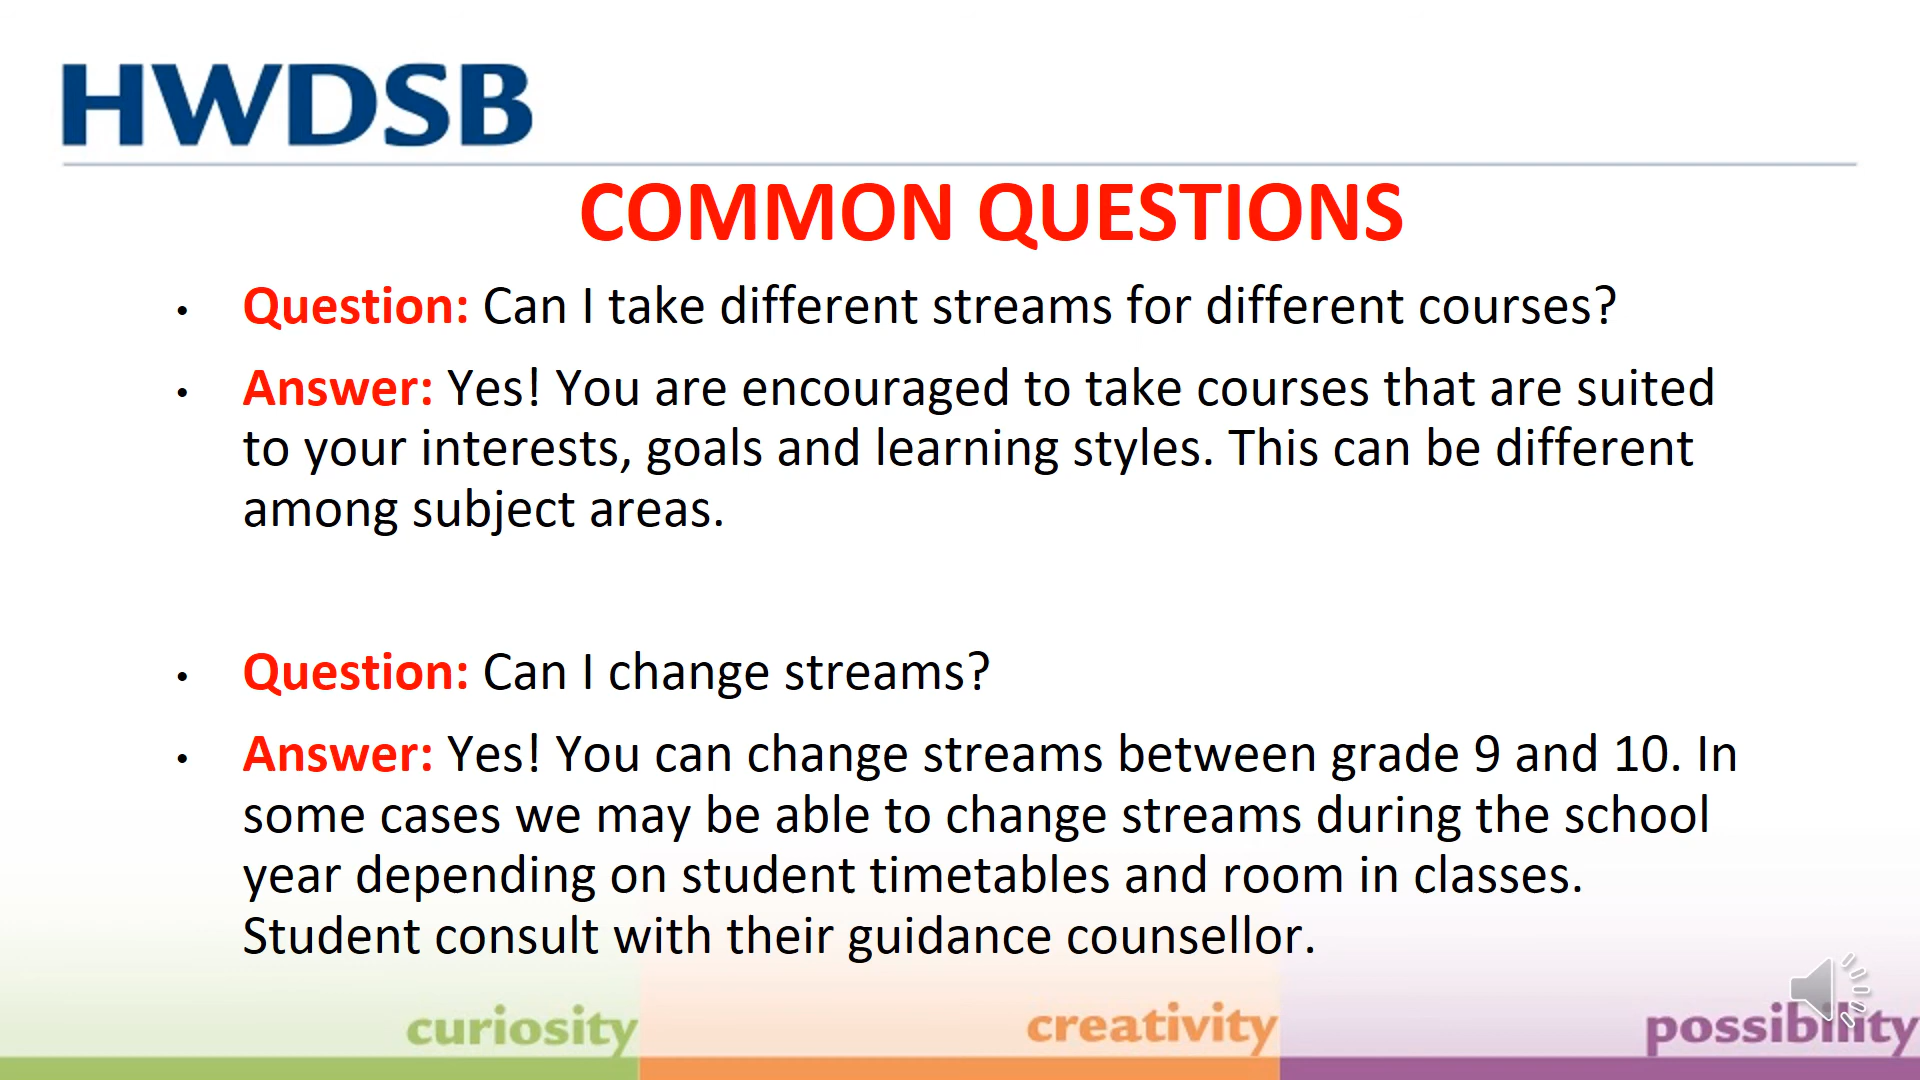 HWDSB
COMMON QUESTIONS
• Question: Can I take different streams for different courses?
• Answer: Yes! You are encouraged to take courses that are suited
to your interests, goals and learning styles. This can be different
among subject areas.
• Question: Can I change streams?
• Answer: Yes! You can change streams between grade 9 and 10. In
some cases we may be able to change streams during the school
year depending on student timetables and room in classes.
Student consult with their guidance counsellor.
curiosity
creativity
possibility